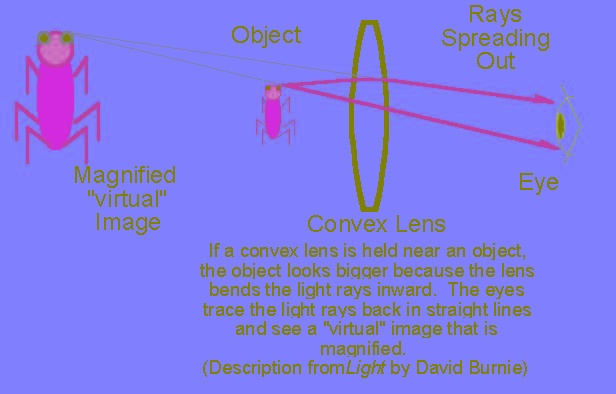 Object
Rays
Spreading
Out
Magnified
"virtual"
Image
Eye
Convex Lens
If a convex lens is held near an object,
the object looks bigger because the lens
bends the light rays inward. The eyes
trace the light rays back in straight lines
and see a "virtual" image that is
magnified.
(Description from Light by David Burnie)